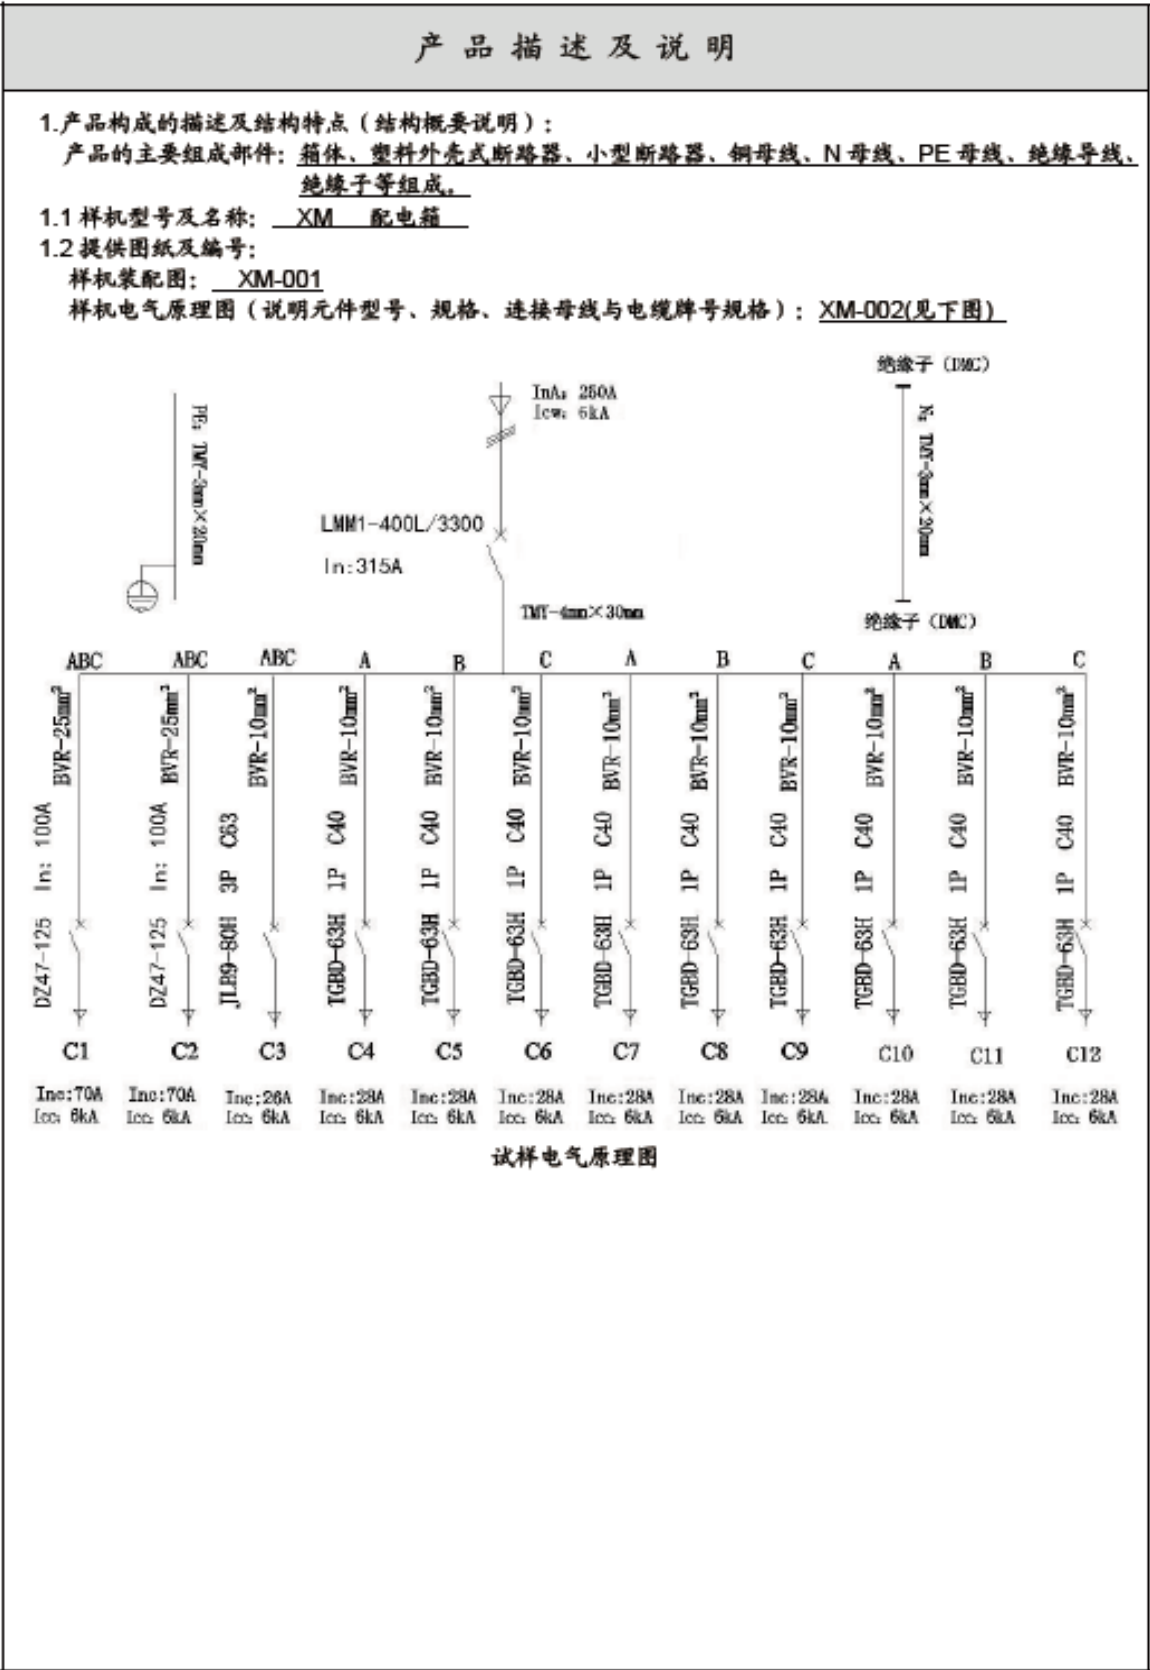 产品描述及说明
1.产品构成的描述及结构特点（结构概要说明）：
产品的主要组成部件：箱体、塑料外壳式断路器、小型断路器、铜母线、N 母线、PE 母线、绝缘导线、
绝缘子等组成。
1.1 样机型号及名称： XM 配电箱
1.2 提供图纸及编号：
样机装配图： XM-001
样机电气原理图（说明元件型号、规格、连接母线与电缆牌号规格）：XM-002(见下图)
绝缘子（DMC）
InA：250A
Icw：6kA
PE：TMY-3mm×20mm
N：TMY-3mm×20mm
LMM1-400L/3300
In:315A
TMY-4mm×30mm
绝缘子（DMC）
ABC ABC ABC A B C A B C A B C
BVR-25mm² BVR-25mm² BVR-10mm² BVR-10mm² BVR-10mm² BVR-10mm² BVR-10mm² BVR-10mm² BVR-10mm² BVR-10mm² BVR-10mm² BVR-10mm²
DZ47-125 In: 100A
DZ47-125 In: 100A
JLB9-80H 3P C63
TGBD-63H 1P C40
TGBD-63H 1P C40
TGBD-63H 1P C40
TGBD-63H 1P C40
TGBD-63H 1P C40
TGBD-63H 1P C40
TGBD-63H 1P C40
TGBD-63H 1P C40
TGBD-63H 1P C40
C1 C2 C3 C4 C5 C6 C7 C8 C9 C10 C11 C12
Inc:70A Inc:70A Inc:26A Inc:28A Inc:28A Inc:28A Inc:28A Inc:28A Inc:28A Inc:28A Inc:28A Inc:28A
Icc: 6kA Icc: 6kA Icc: 6kA Icc: 6kA Icc: 6kA Icc: 6kA Icc: 6kA Icc: 6kA Icc: 6kA Icc: 6kA Icc: 6kA Icc: 6kA
试样电气原理图